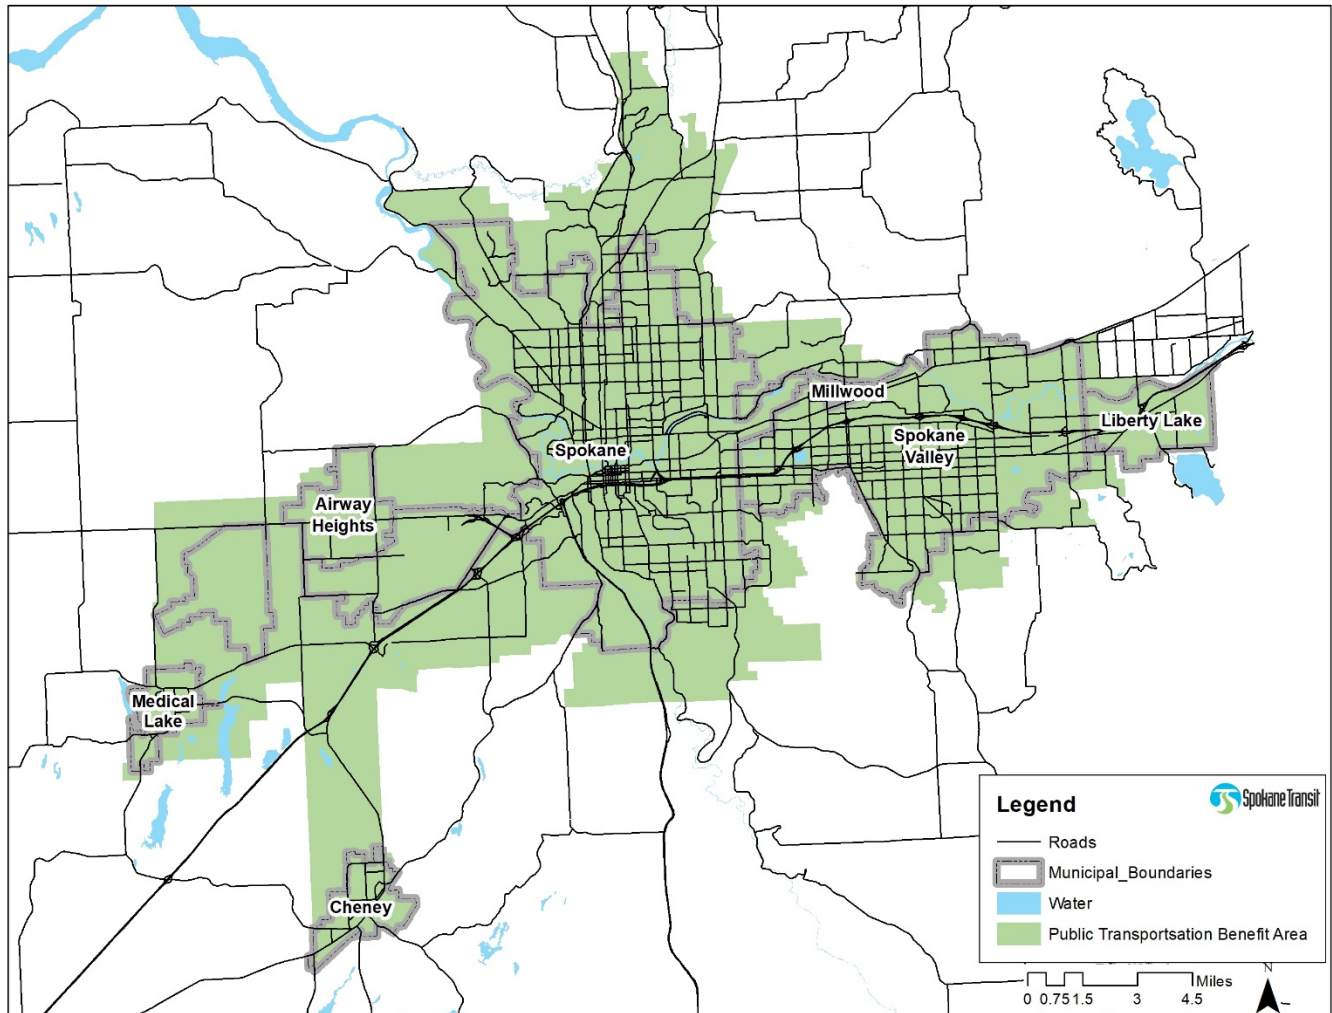 Millwood
Liberty Lake
Spokane
Valley
Spokane
Airway
Heights
Medical
Lake
Cheney
Legend
Spokane Transit
Roads
Municipal_Boundaries
Water
Public Transportsation Benefit Area
Miles
0 0.75 1.5 3 4.5
N